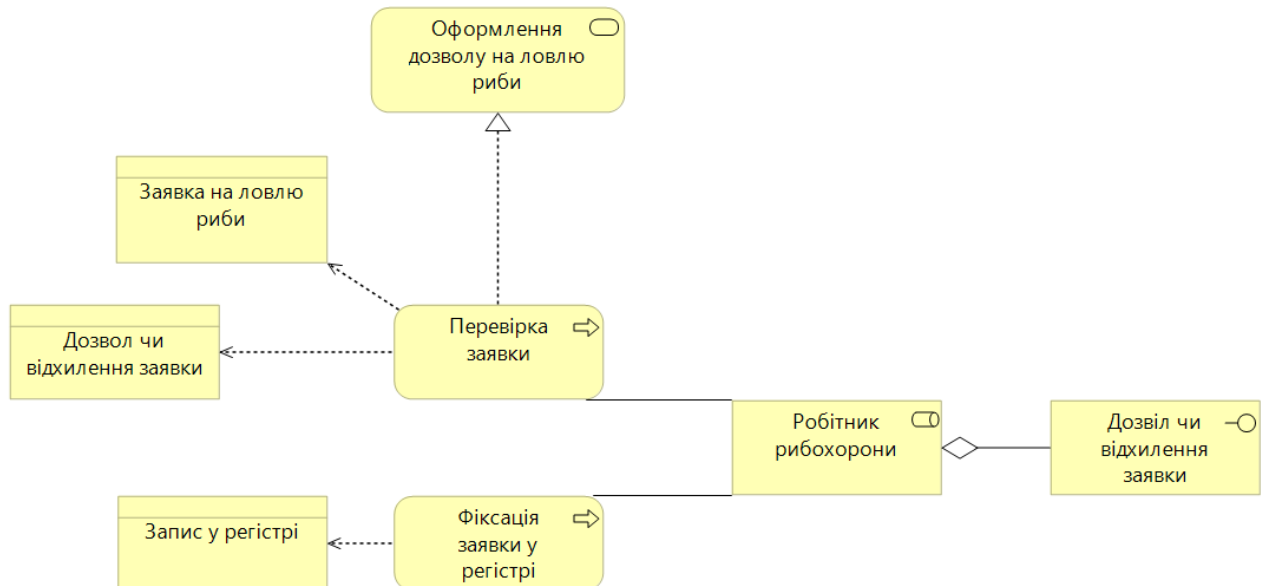 Оформлення
дозволу на ловлю
риби
Заявка на ловлю
риби
Дозвол чи
відхилення заявки
Перевірка
заявки
Робітник
рибохорони
Дозвіл чи
відхилення
заявки
Запис у регістрі
Фіксація
заявки у
регістрі